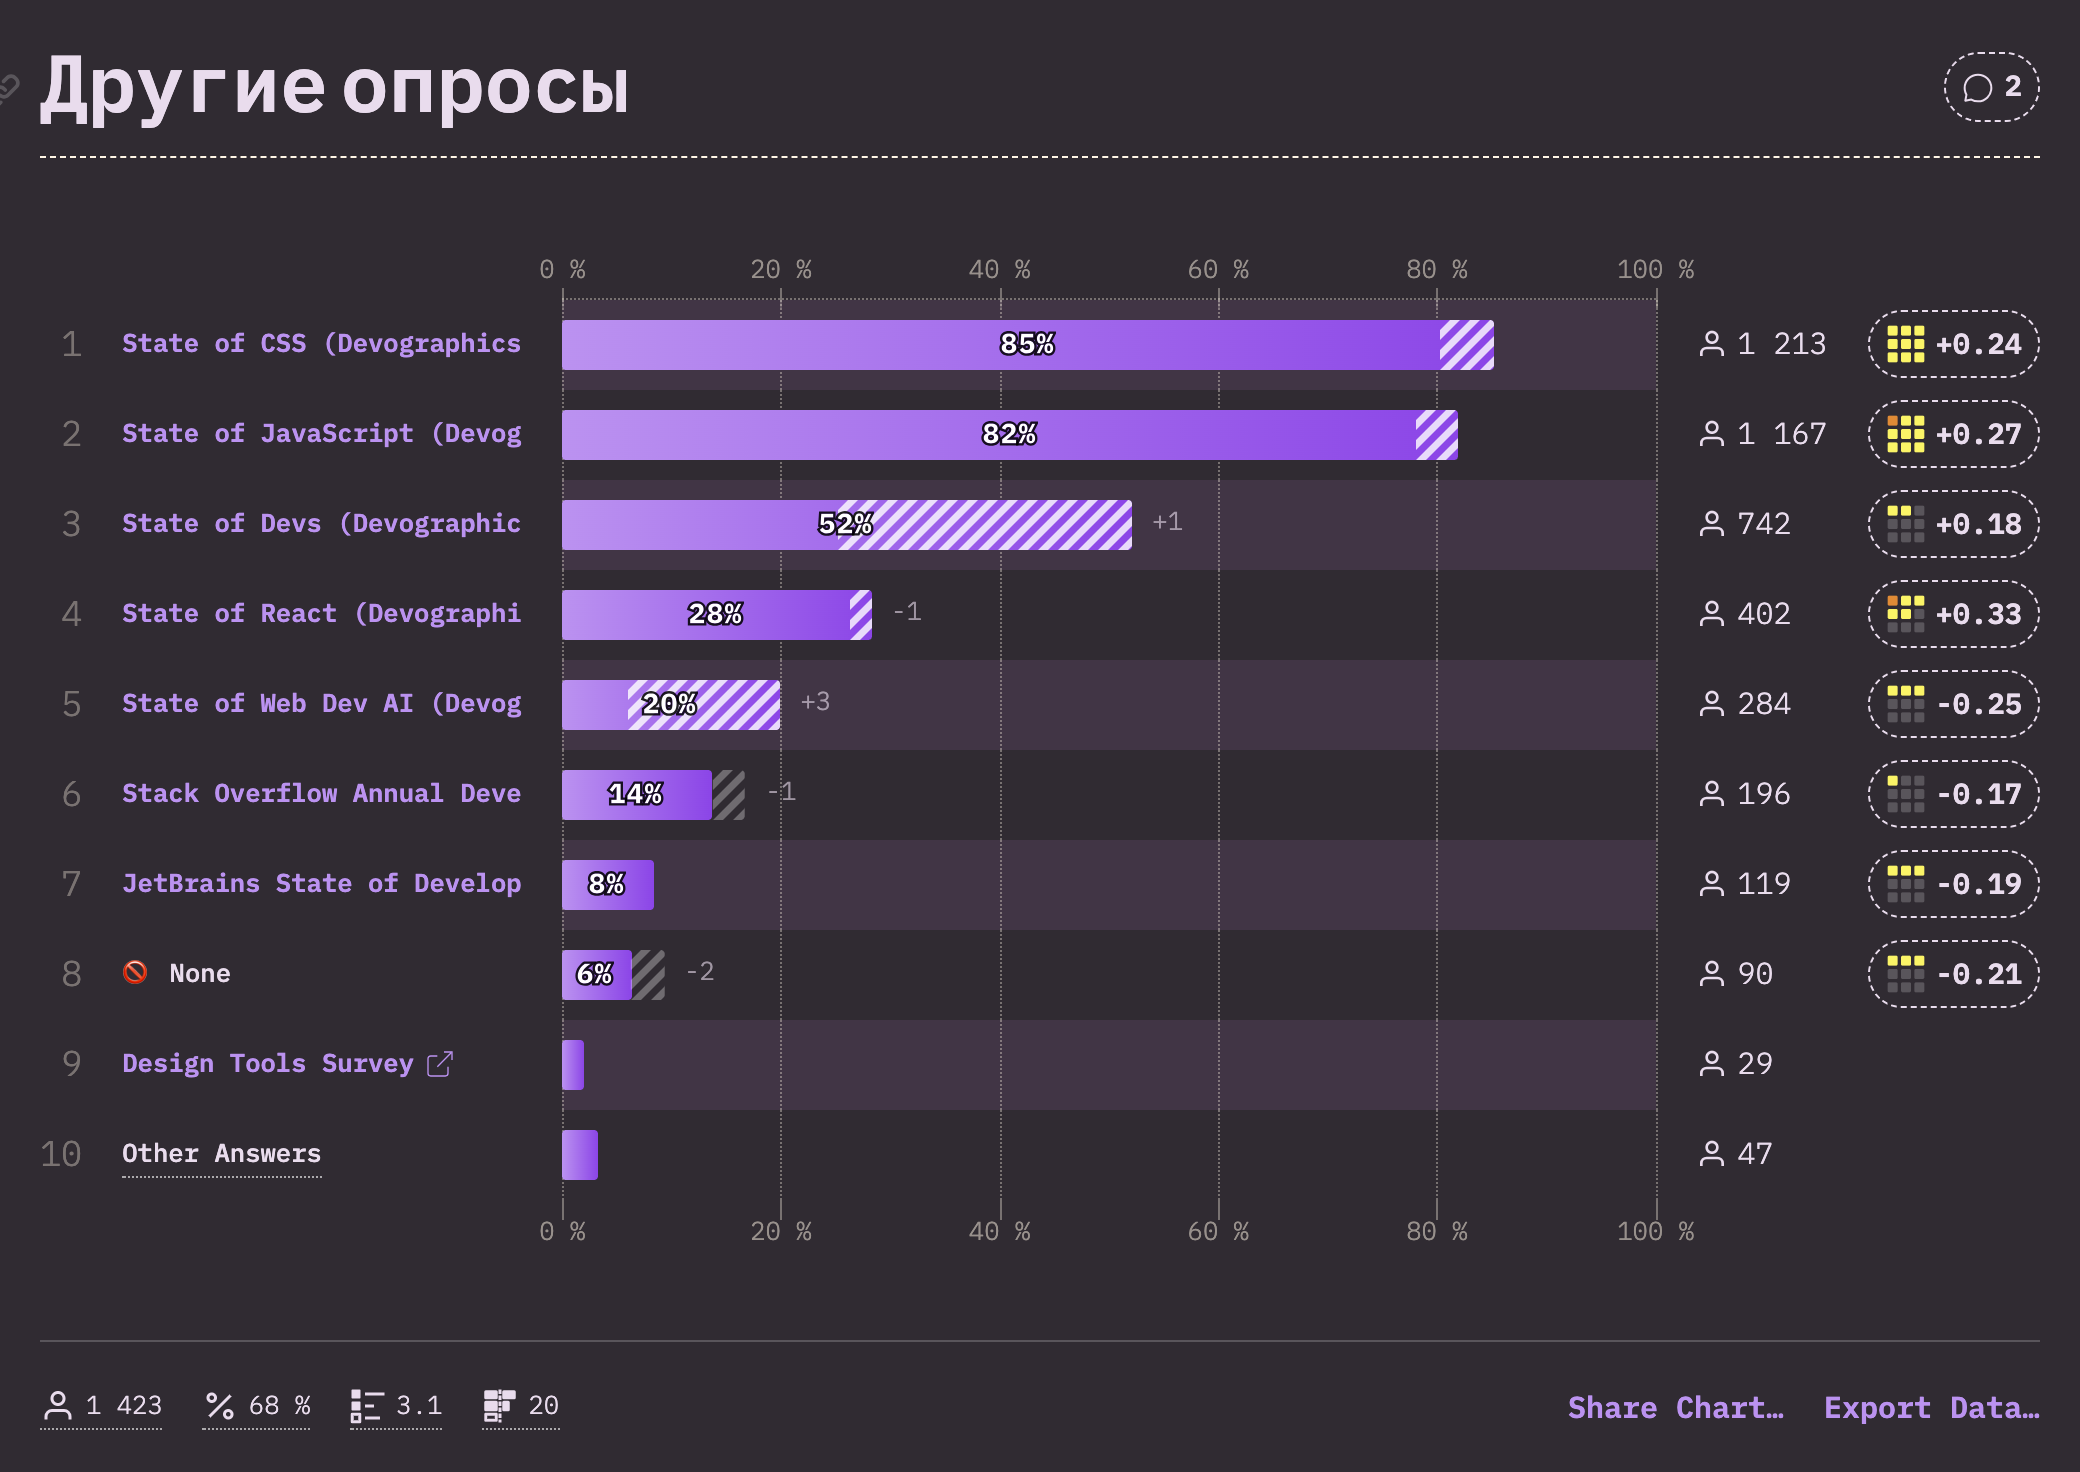 Другие опросы
2
0 % 20 % 40 % 60 % 80 % 100 %
1 State of CSS (Devographics 85% 1 213 +0.24
2 State of JavaScript (Devog 82% 1 167 +0.27
3 State of Devs (Devographic 52% +1 742 +0.18
4 State of React (Devographi 28% -1 402 +0.33
5 State of Web Dev AI (Devog 20% +3 284 -0.25
6 Stack Overflow Annual Deve 14% -1 196 -0.17
7 JetBrains State of Develop 8% 119 -0.19
8 None 6% -2 90 -0.21
9 Design Tools Survey 29
10 Other Answers 47
0 % 20 % 40 % 60 % 80 % 100 %
1 423 68 % 3.1 20 Share Chart… Export Data…